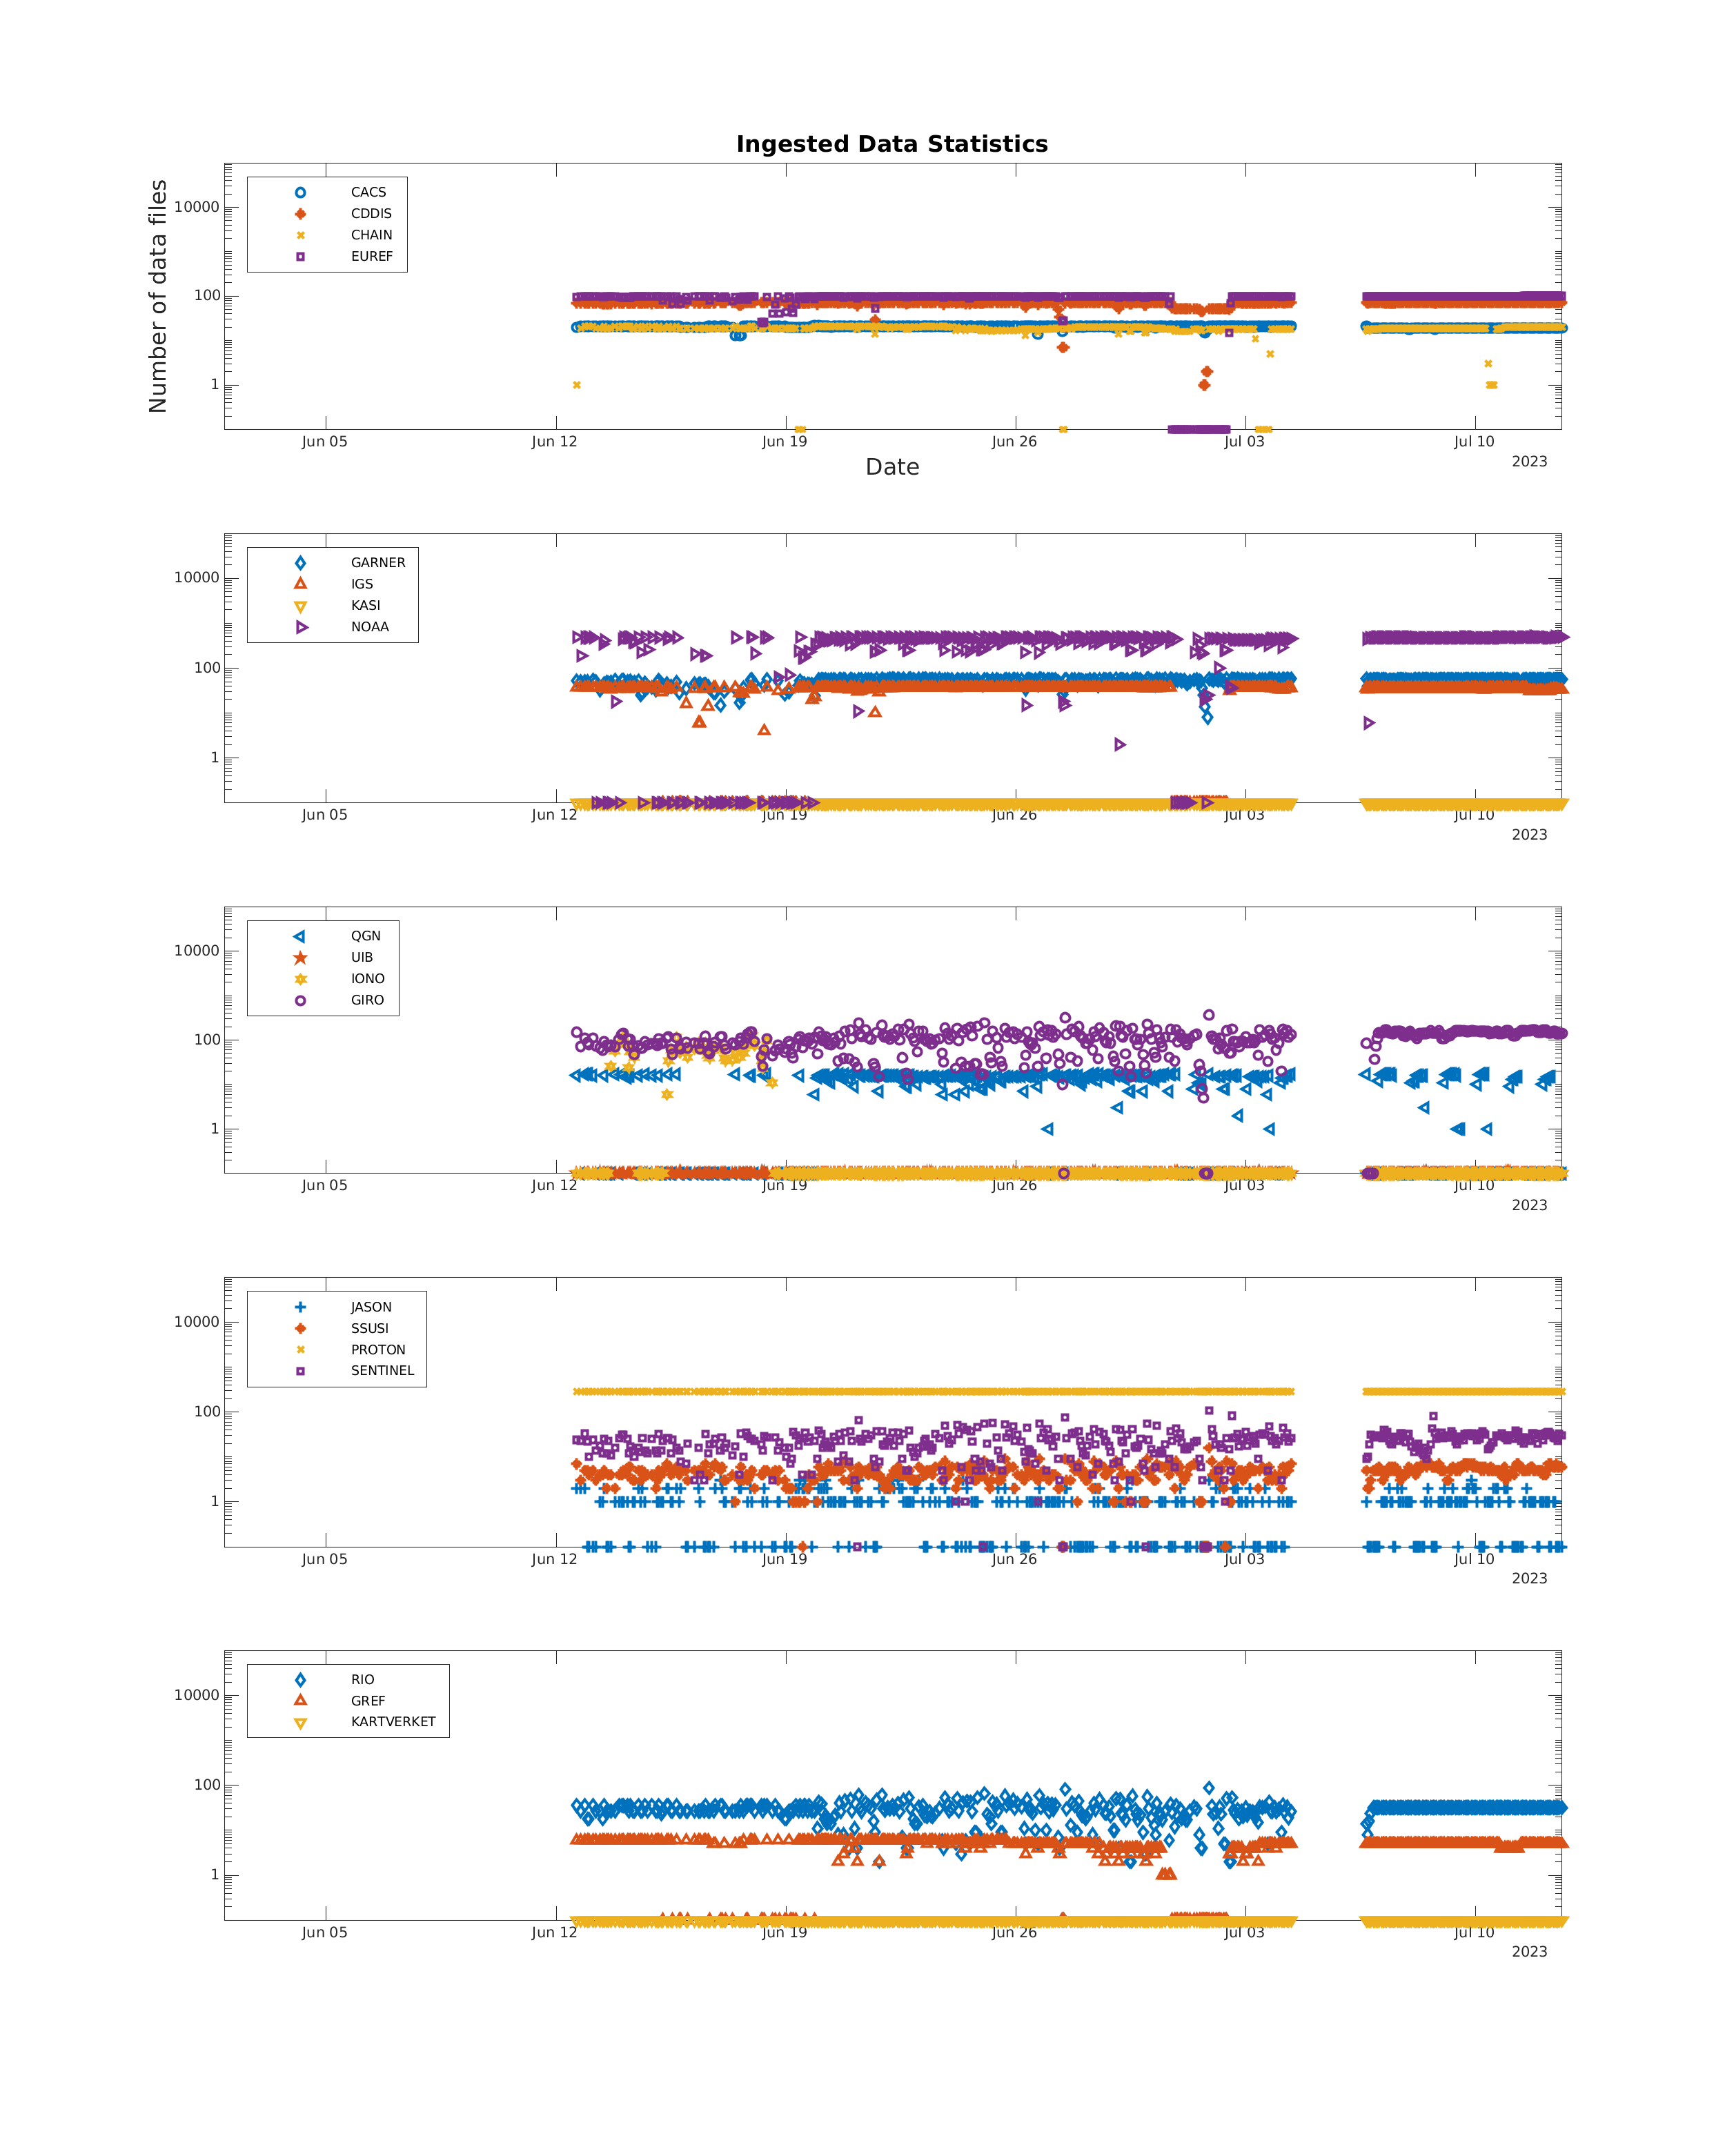 Ingested Data Statistics
Number of data files
CACS
CDDIS
CHAIN
EUREF
10000
100
1
Jun 05 Jun 12 Jun 19 Jun 26 Jul 03 Jul 10
2023
Date
GARNER
IGS
KASI
NOAA
10000
100
1
Jun 05 Jun 12 Jun 19 Jun 26 Jul 03 Jul 10
2023
QGN
UIB
IONO
GIRO
10000
100
1
Jun 05 Jun 12 Jun 19 Jun 26 Jul 03 Jul 10
2023
JASON
SSUSI
PROTON
SENTINEL
10000
100
1
Jun 05 Jun 12 Jun 19 Jun 26 Jul 03 Jul 10
2023
RIO
GREF
KARTVERKET
10000
100
1
Jun 05 Jun 12 Jun 19 Jun 26 Jul 03 Jul 10
2023